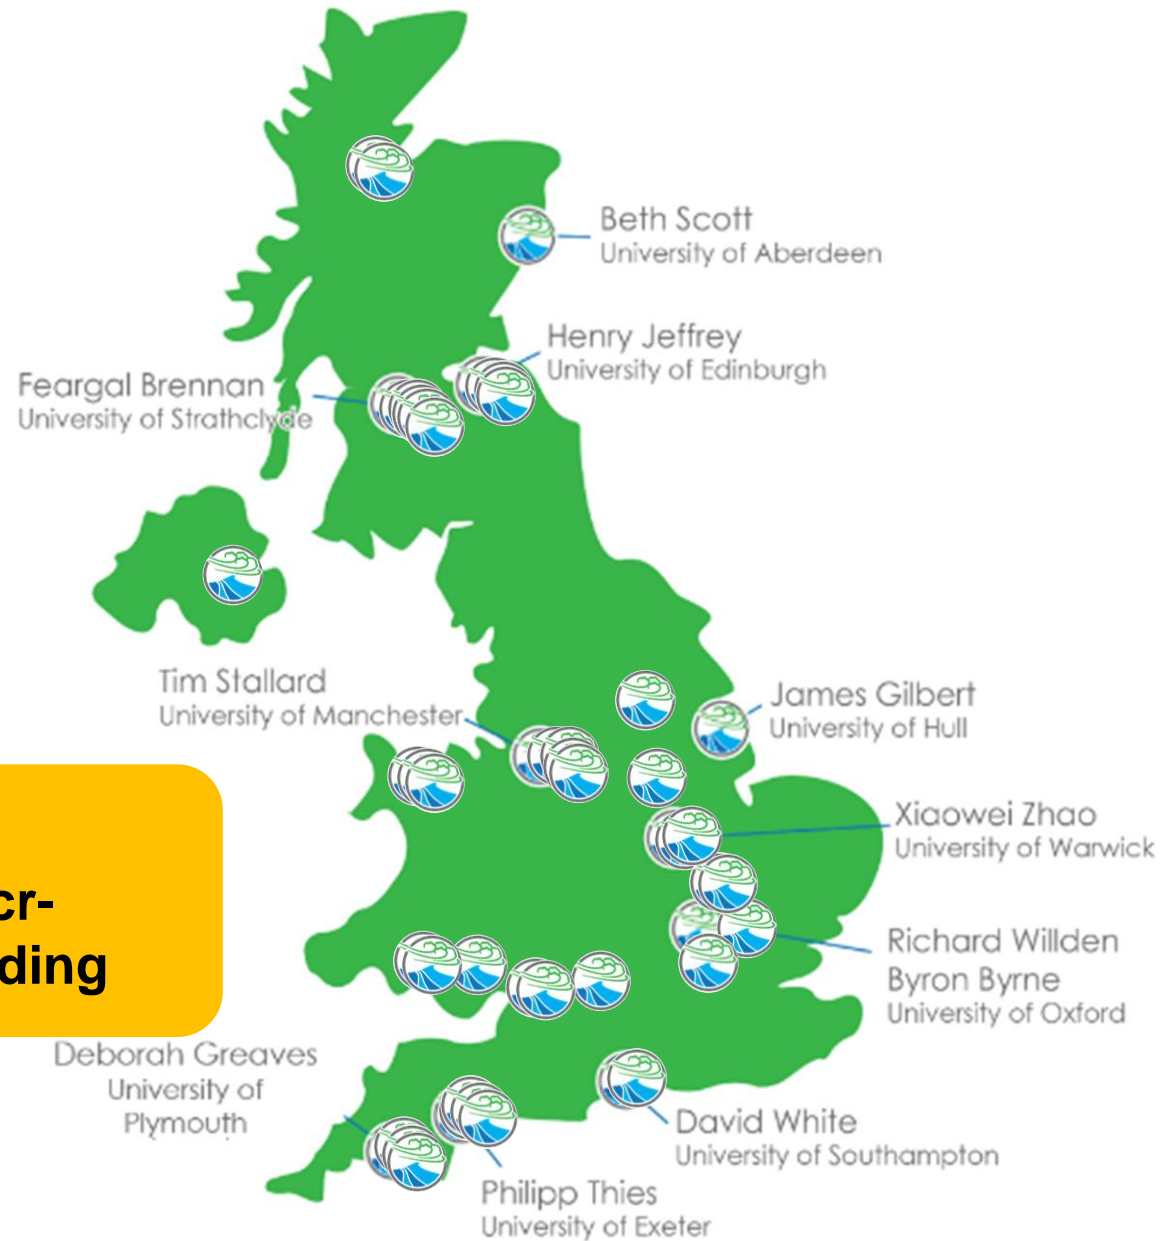 Beth Scott
University of Aberdeen
Henry Jeffrey
University of Edinburgh
Feargal Brennan
University of Strathclyde
Tim Stallard
University of Manchester
James Gilbert
University of Hull
Xiaowei Zhao
University of Warwick
cr-
ding
Richard Willden
Byron Byrne
University of Oxford
Deborah Greaves
University of
Plymouth
David White
University of Southampton
Philipp Thies
University of Exeter